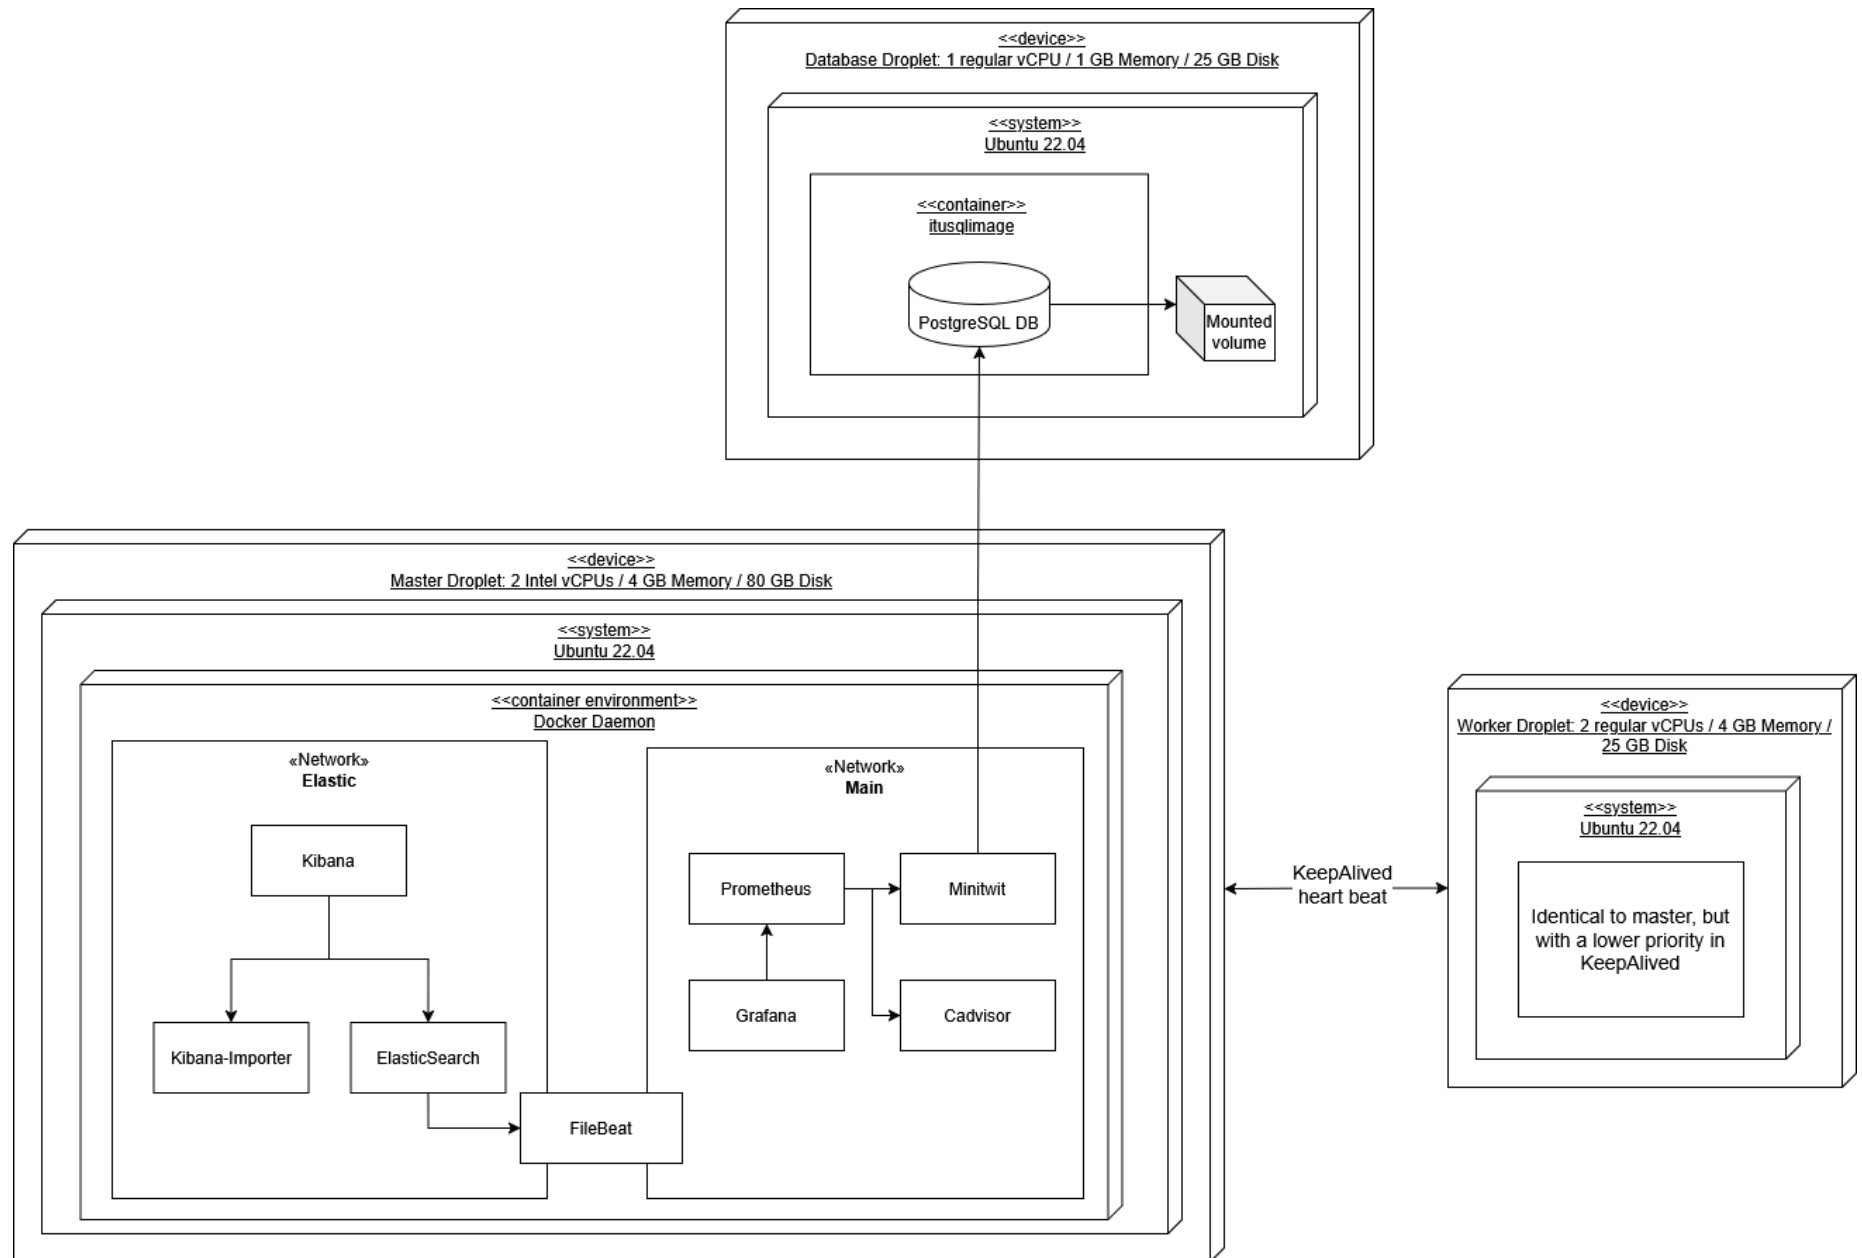 <<device>>
Database Droplet: 1 regular vCPU / 1 GB Memory / 25 GB Disk
<<system>>
Ubuntu 22.04
<<container>>
itusqlimage
PostgreSQL DB
Mounted
volume
<<device>>
Master Droplet: 2 Intel vCPUs / 4 GB Memory / 80 GB Disk
<<system>>
Ubuntu 22.04
<<container environment>>
Docker Daemon
«Network»
Elastic
Kibana
Kibana-Importer
ElasticSearch
FileBeat
«Network»
Main
Prometheus
Minitwit
Grafana
Cadvisor
KeepAlived
heart beat
<<device>>
Worker Droplet: 2 regular vCPUs / 4 GB Memory /
25 GB Disk
<<system>>
Ubuntu 22.04
Identical to master, but
with a lower priority in
KeepAlived